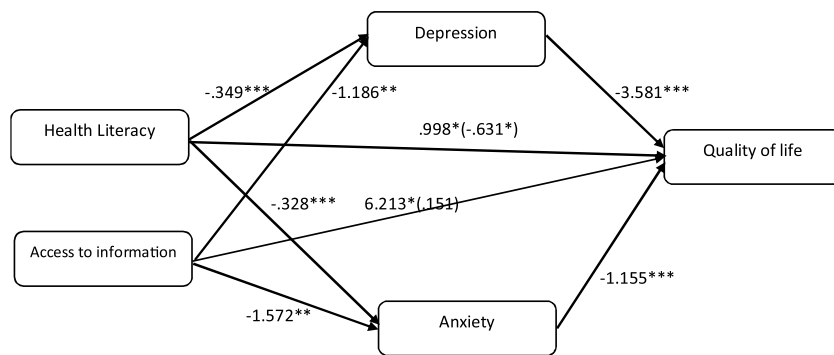 Depression
-.349***
-1.186**
-3.581***
Health Literacy
.998*(-.631*)
Quality of life
-.328***
6.213*(.151)
Access to information
-1.155***
-1.572**
Anxiety